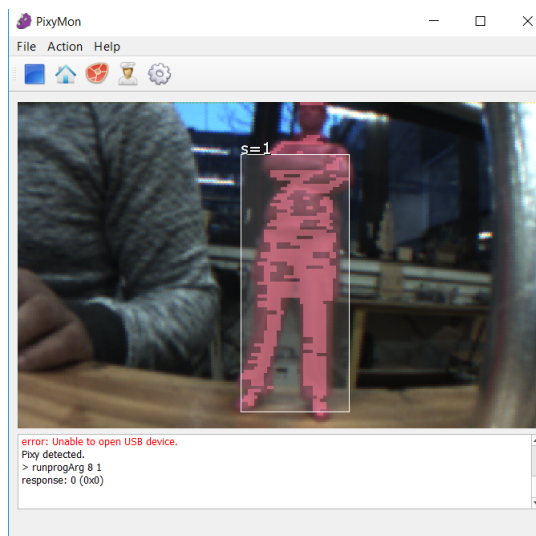 PixyMon
File Action Help
s=1
error: Unable to open USB device.
Pixy detected.
> runprogArg 8 1
response: 0 (0x0)